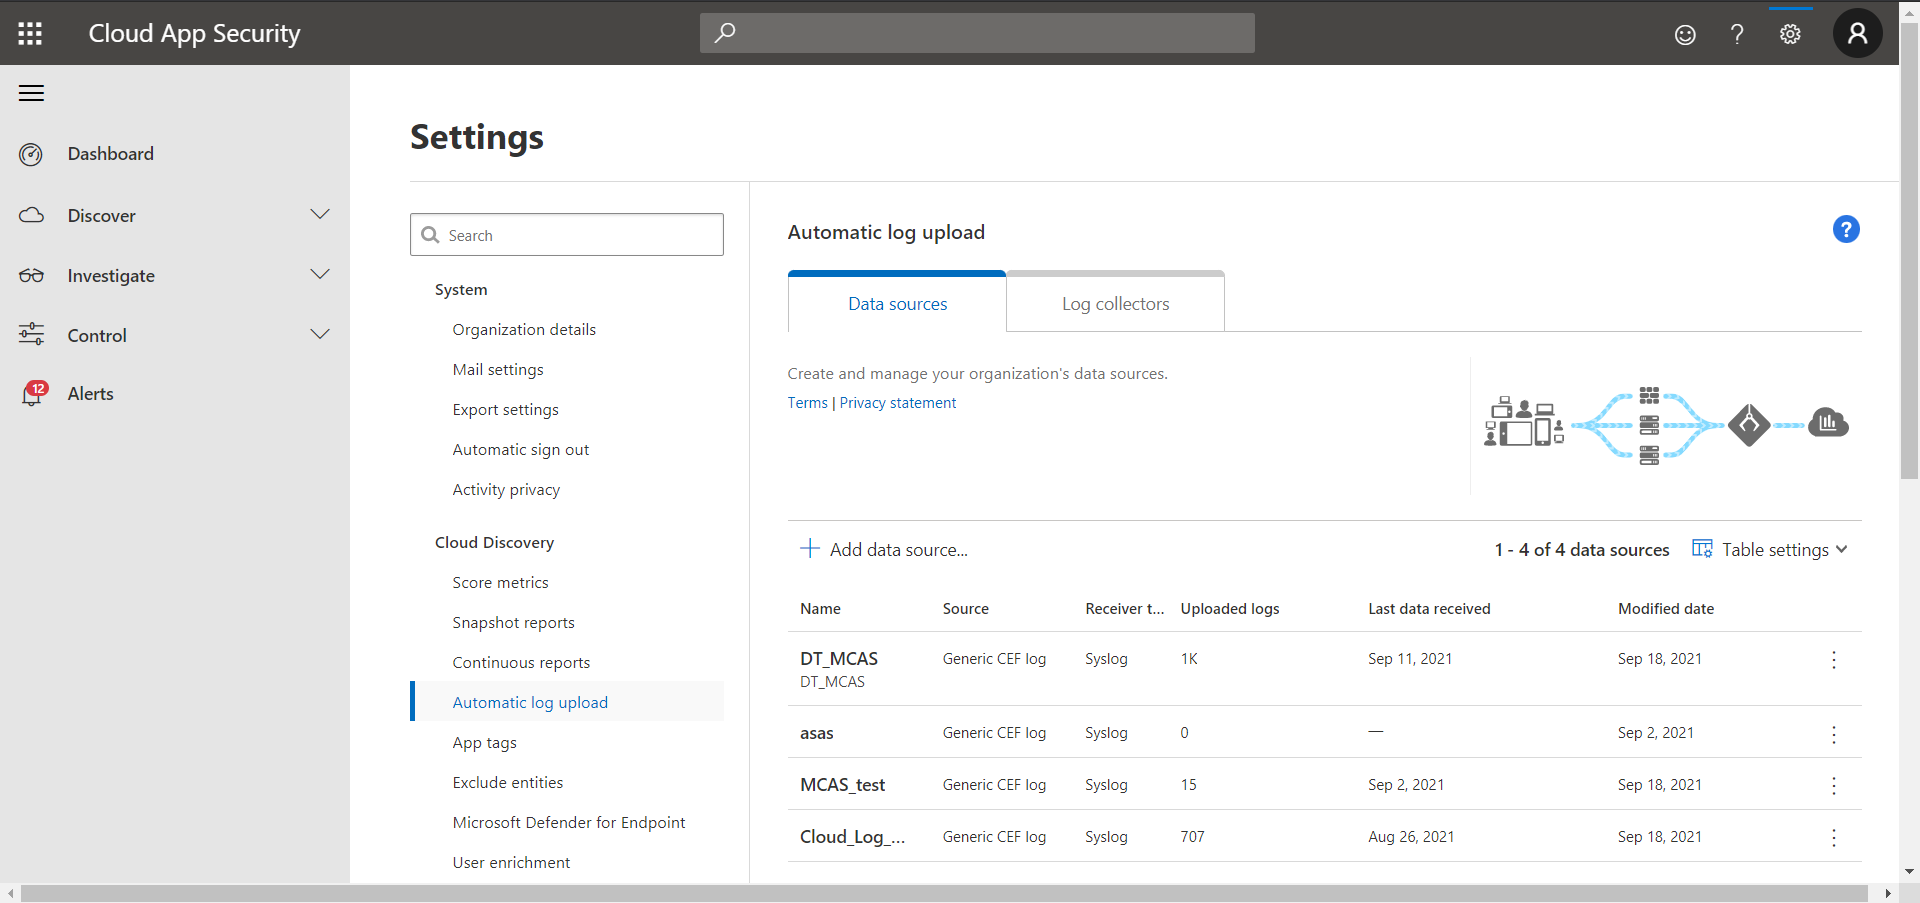 Cloud App Security
Dashboard
Discover
Investigate
Control
12
Alerts
Settings
Search
System
Organization details
Mail settings
Export settings
Automatic sign out
Activity privacy
Cloud Discovery
Score metrics
Snapshot reports
Continuous reports
Automatic log upload
App tags
Exclude entities
Microsoft Defender for Endpoint
User enrichment
Automatic log upload
?
Data sources Log collectors
Create and manage your organization's data sources.
Terms | Privacy statement
Add data source...
1 - 4 of 4 data sources Table settings
Name Source Receiver t... Uploaded logs Last data received Modified date
DT_MCAS Generic CEF log Syslog 1K Sep 11, 2021 Sep 18, 2021
DT_MCAS
asas Generic CEF log Syslog 0 — Sep 2, 2021
MCAS_test Generic CEF log Syslog 15 Sep 2, 2021 Sep 18, 2021
Cloud_Log_... Generic CEF log Syslog 707 Aug 26, 2021 Sep 18, 2021